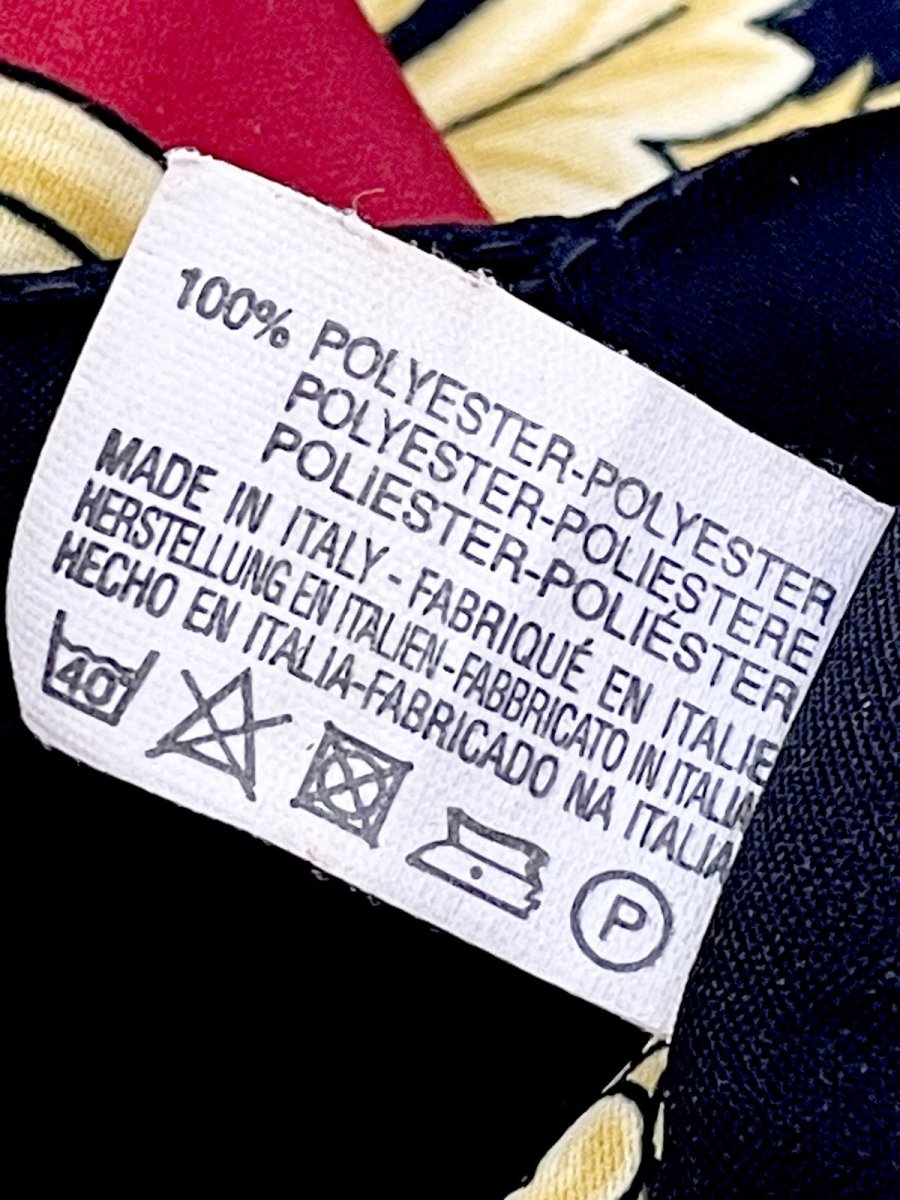 100% POLYESTER-POLYESTER
POLYESTER-POLIESTERE
POLIESTER-POLIÉSTER
MADE IN ITALY - FABRIQUÉ EN ITALIE
HERSTELLUNG EN ITALIEN-FABBRICATO IN ITALIA
HECHO EN ITALIA-FABRICADO NA ITALIA
40°
P